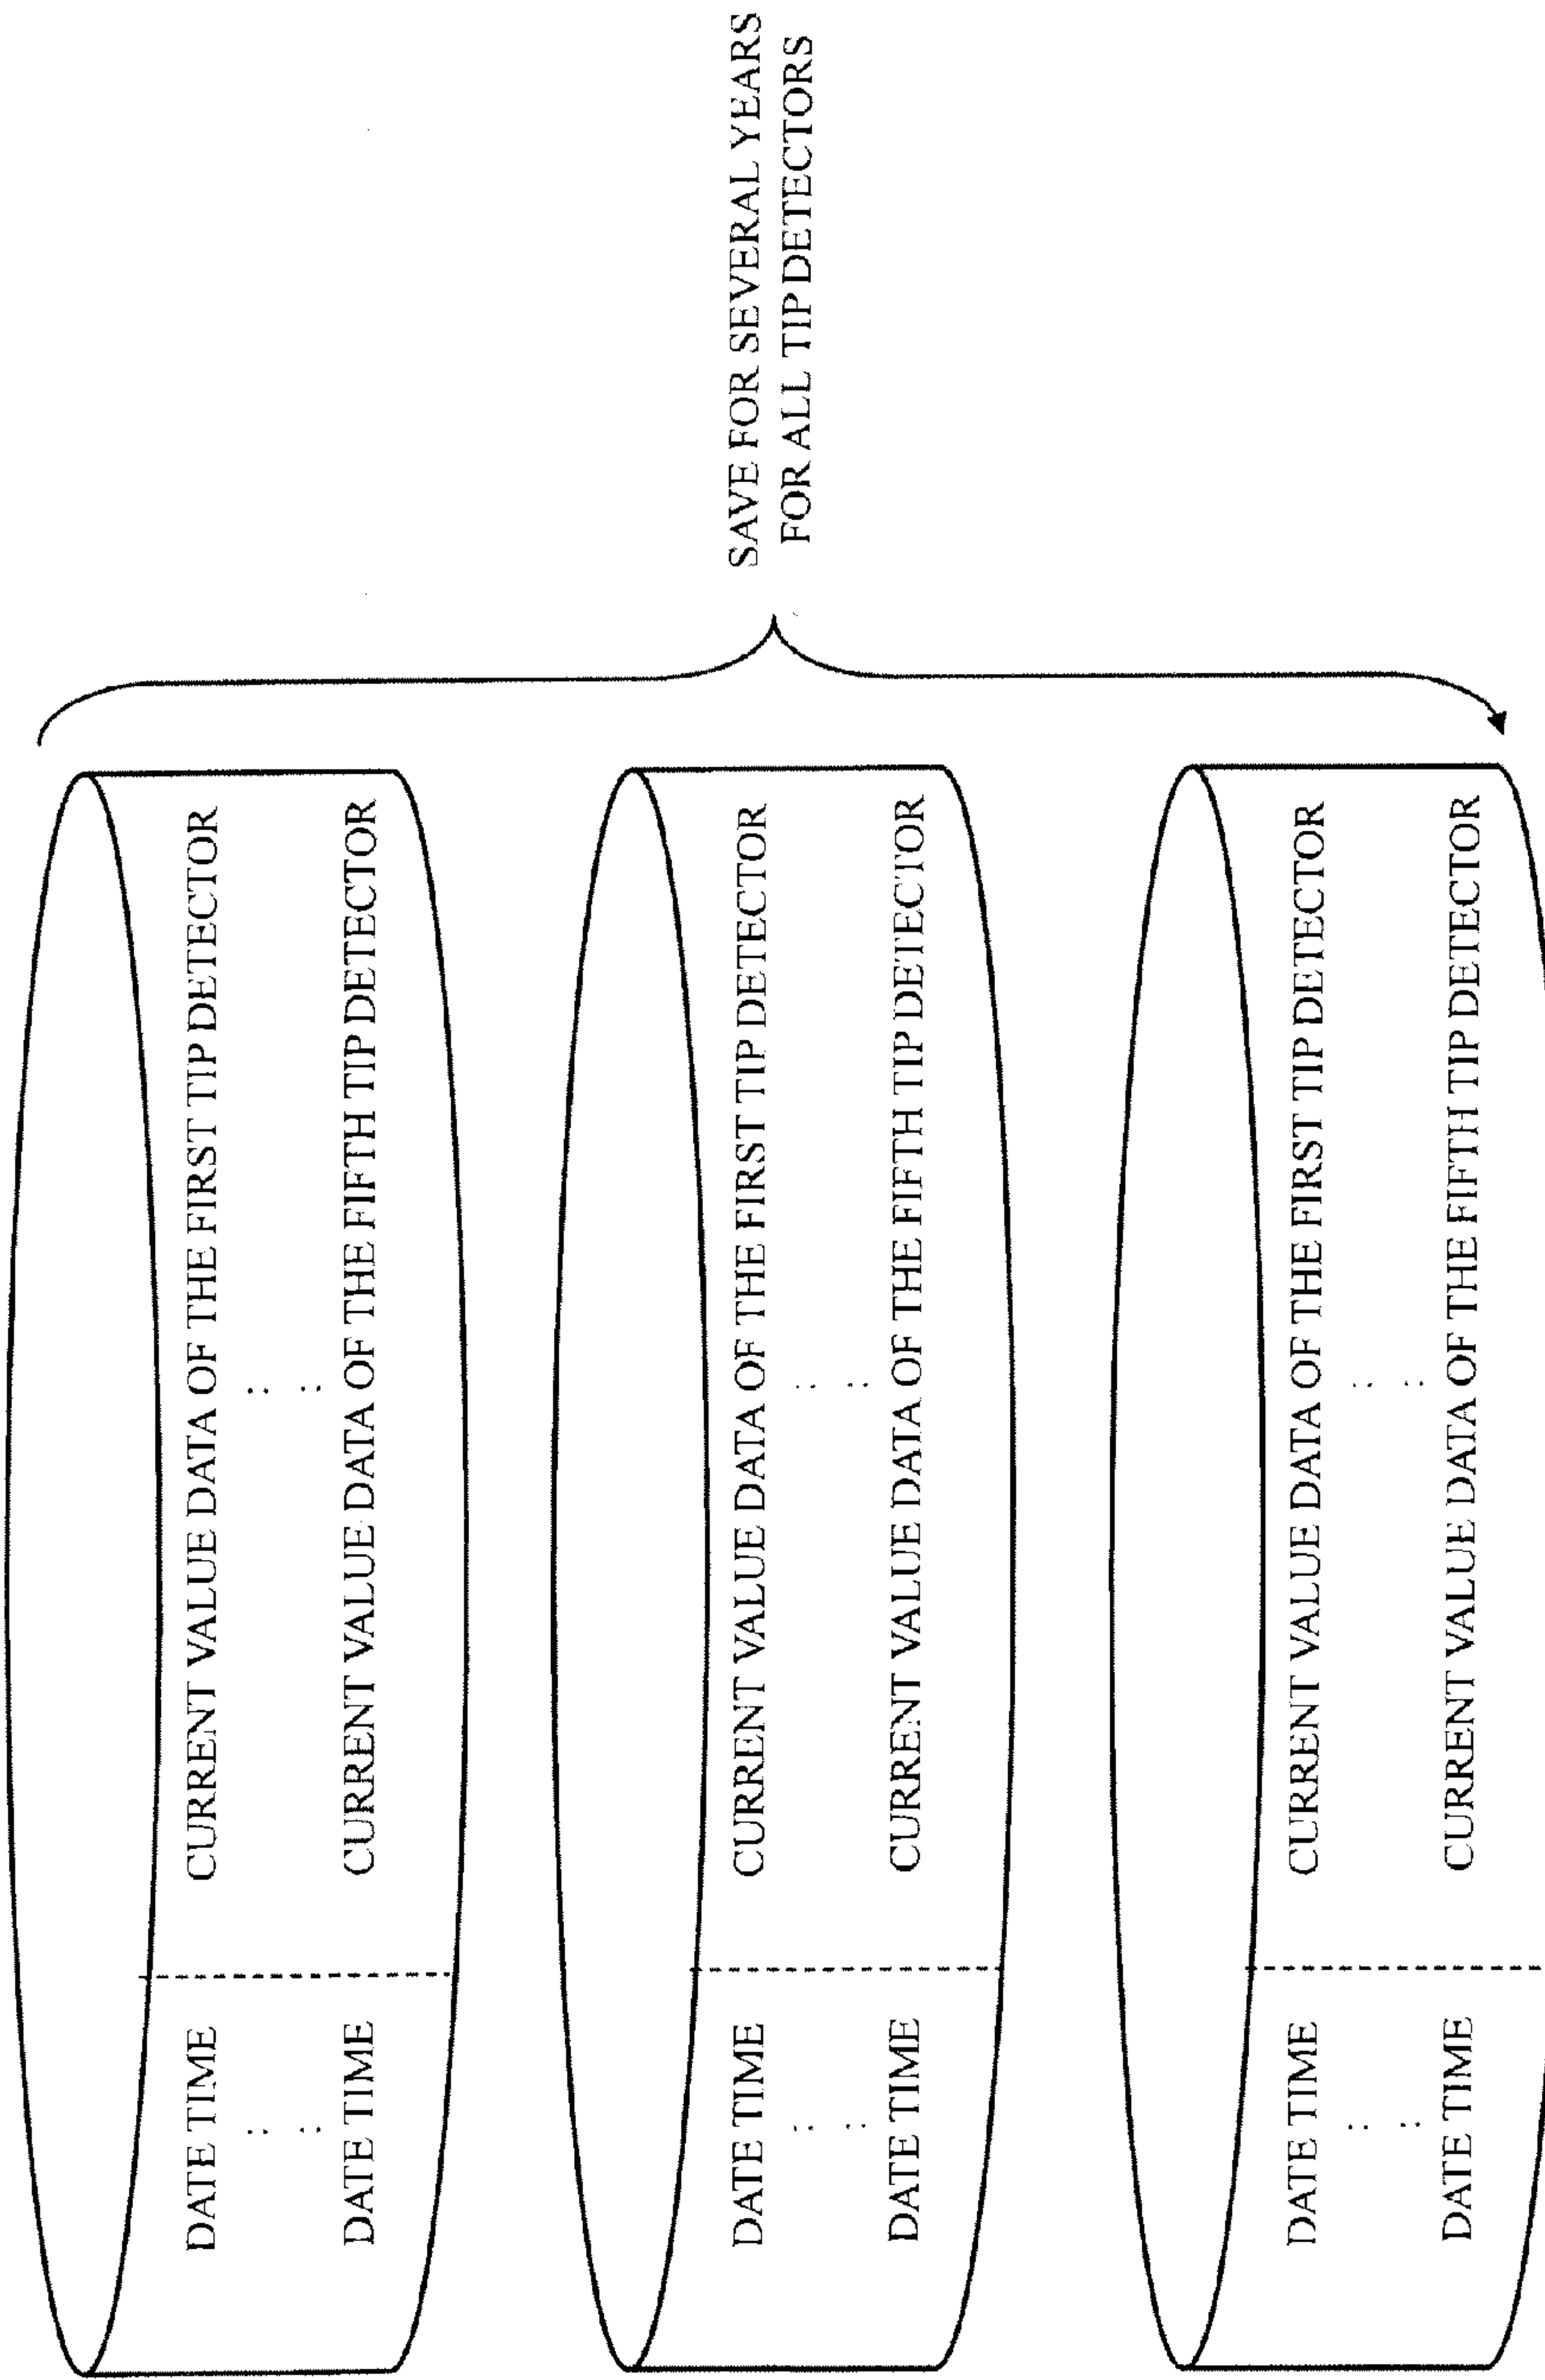 DATE TIME CURRENT VALUE DATA OF THE FIRST TIP DETECTOR
: : : :
DATE TIME CURRENT VALUE DATA OF THE FIFTH TIP DETECTOR
DATE TIME CURRENT VALUE DATA OF THE FIRST TIP DETECTOR
: : : :
DATE TIME CURRENT VALUE DATA OF THE FIFTH TIP DETECTOR
DATE TIME CURRENT VALUE DATA OF THE FIRST TIP DETECTOR
: : : :
DATE TIME CURRENT VALUE DATA OF THE FIFTH TIP DETECTOR
SAVE FOR SEVERAL YEARS
FOR ALL TIP DETECTORS